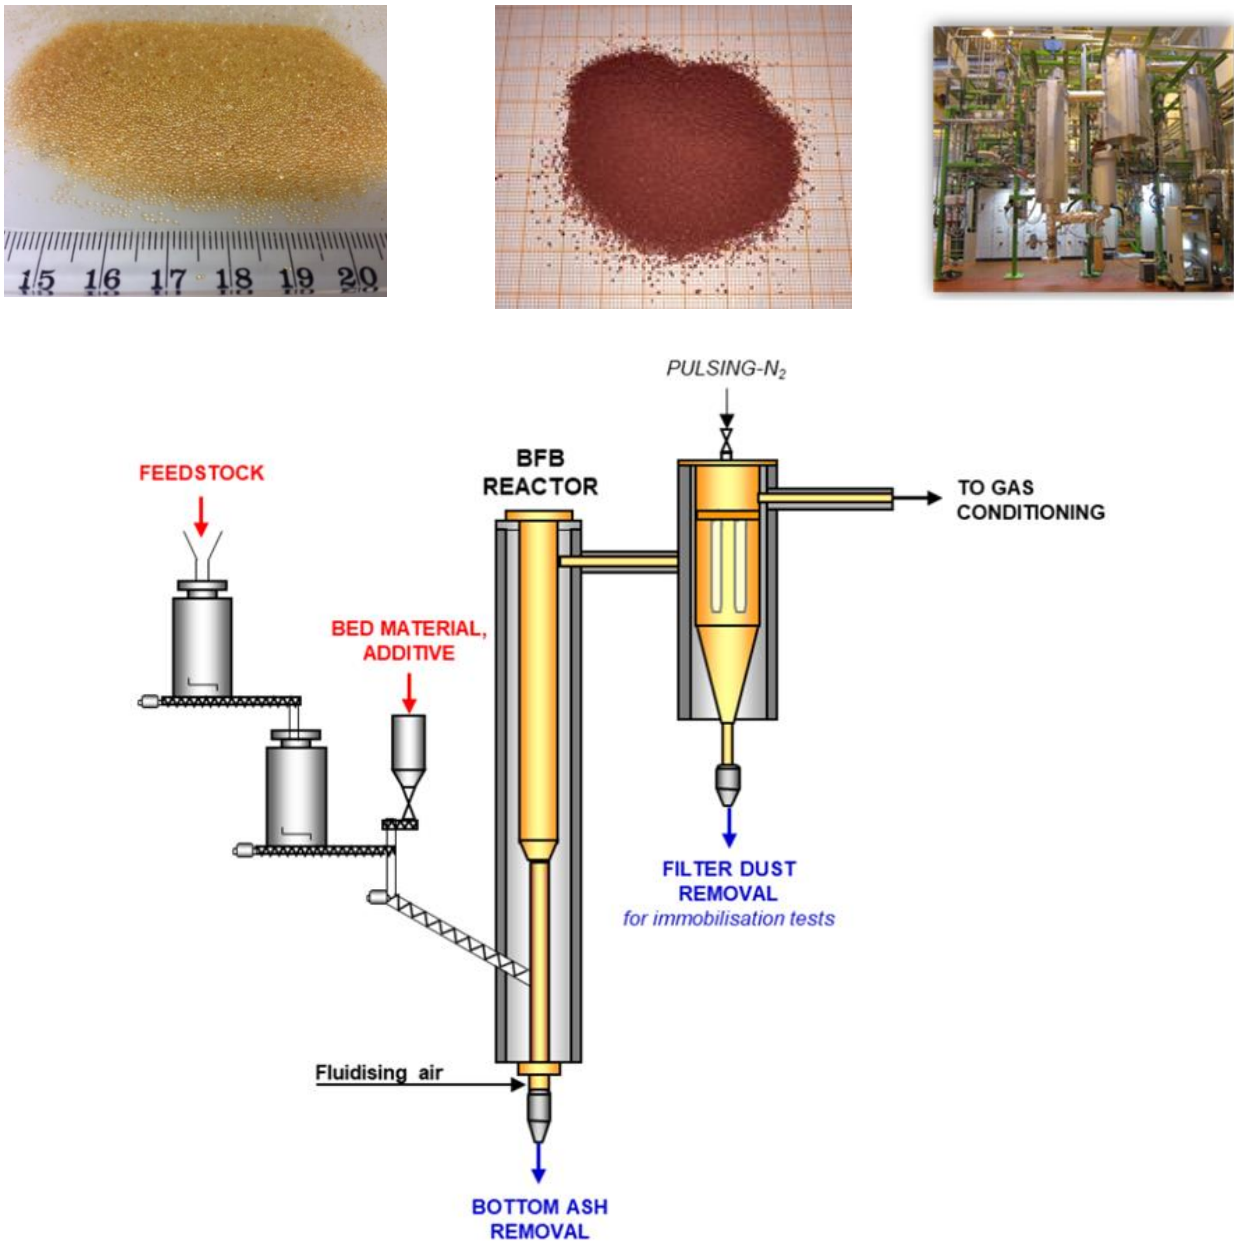 15 16 17 18 19 20
PULSING-N₂
BFB
REACTOR
FEEDSTOCK
TO GAS
CONDITIONING
BED MATERIAL,
ADDITIVE
FILTER DUST
REMOVAL
for immobilisation tests
Fluidising air
BOTTOM ASH
REMOVAL